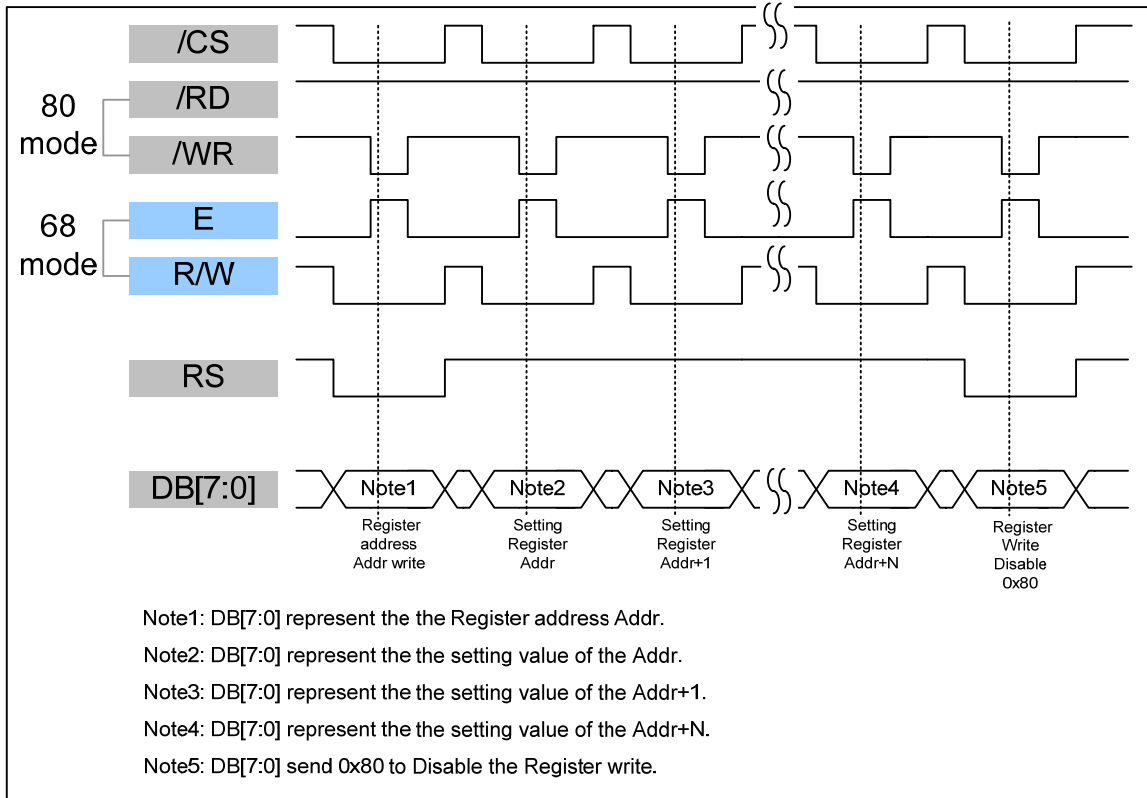 /CS
80
mode
/RD
/WR
68
mode
E
R/W
RS
DB[7:0]
Note1 Note2 Note3 Note4 Note5
Register
address
Addr write
Setting
Register
Addr
Setting
Register
Addr+1
Setting
Register
Addr+N
Register
Write
Disable
0x80
Note1: DB[7:0] represent the the Register address Addr.
Note2: DB[7:0] represent the the setting value of the Addr.
Note3: DB[7:0] represent the the setting value of the Addr+1.
Note4: DB[7:0] represent the the setting value of the Addr+N.
Note5: DB[7:0] send 0x80 to Disable the Register write.